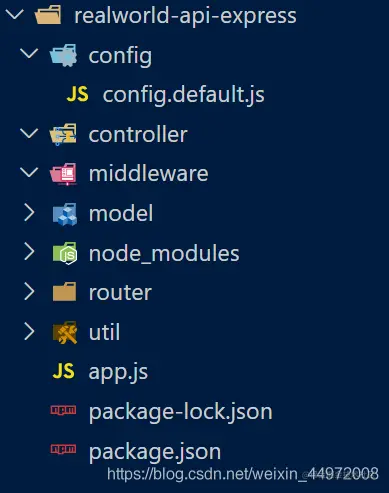 realworld-api-express
config
JS config.default.js
controller
middleware
model
node_modules
router
util
JS app.js
package-lock.json
package.json
https://blog.csdn.net/weixin_44972008